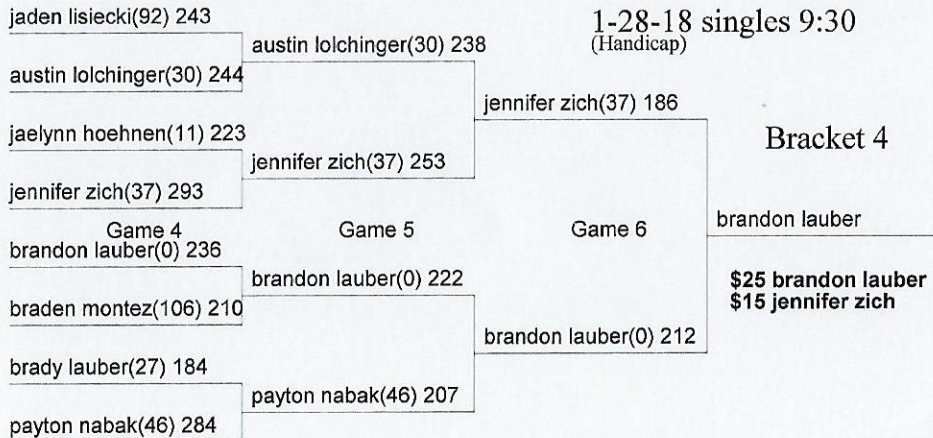 1-28-18 singles 9:30
(Handicap)
Bracket 4
jaden lisiecki(92) 243
austin lolchinger(30) 244
jaelynn hoehnen(11) 223
jennifer zich(37) 293
Game 4
brandon lauber(0) 236
braden montez(106) 210
brady lauber(27) 184
payton nabak(46) 284
austin lolchinger(30) 238
jennifer zich(37) 253
Game 5
brandon lauber(0) 222
payton nabak(46) 207
jennifer zich(37) 186
Game 6
brandon lauber(0) 212
brandon lauber
$25 brandon lauber
$15 jennifer zich